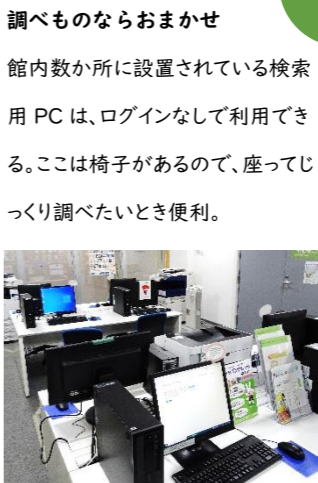 調べものならおまかせ
館内数か所に設置されている検索
用 PC は、ログインなしで利用でき
る。ここは椅子があるので、座ってじ
っくり調べたいとき便利。